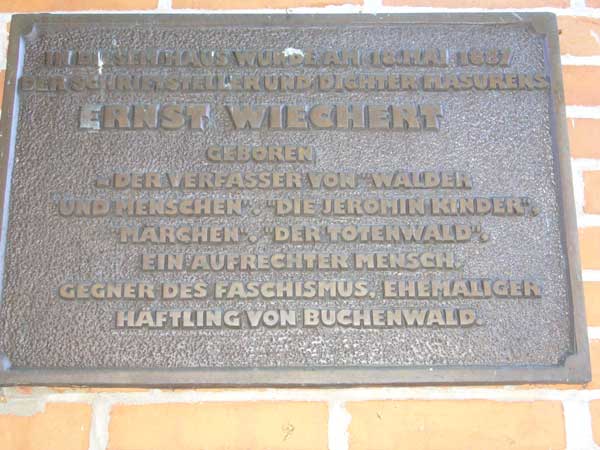 IN DIESEM HAUS WURDE AM 18.MAI 1887
DER SCHRIFTSTELLER UND DICHTER MASURENS
ERNST WIECHERT
GEBOREN
– DER VERFASSER VON "WÄLDER
UND MENSCHEN", "DIE JEROMIN KINDER",
"MÄRCHEN", "DER TOTENWALD",
EIN AUFRECHTER MENSCH,
GEGNER DES FASCHISMUS, EHEMALIGER
HÄFTLING VON BUCHENWALD.